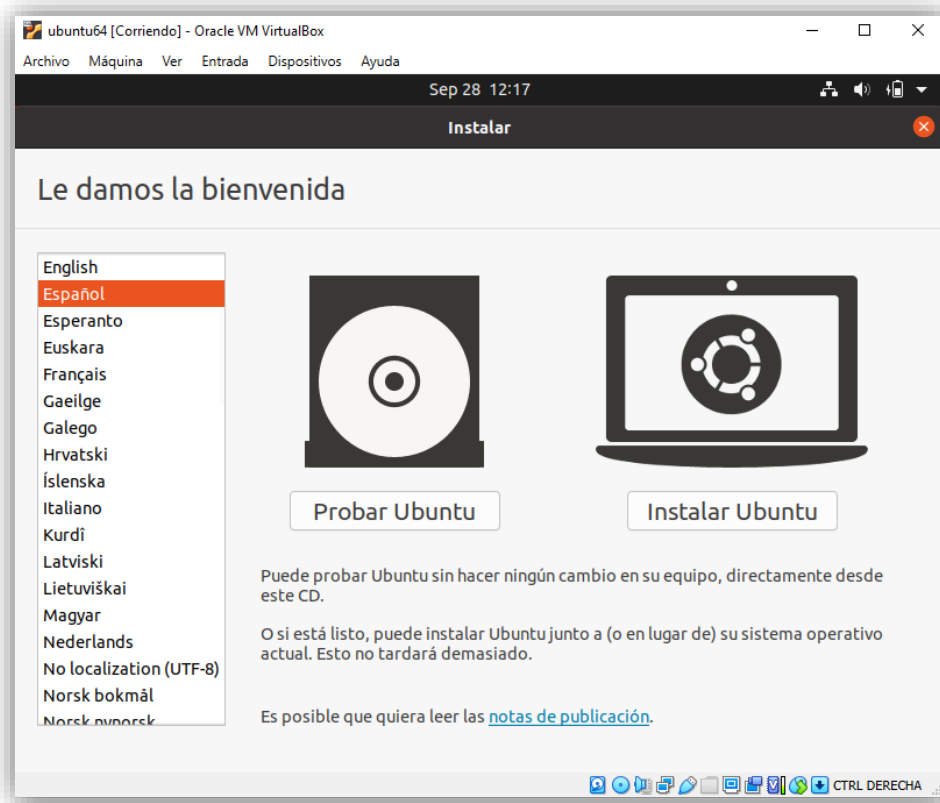 ubuntu64 [Corriendo] - Oracle VM VirtualBox
Archivo Máquina Ver Entrada Dispositivos Ayuda
Sep 28 12:17
Instalar
Le damos la bienvenida
English
Español
Esperanto
Euskara
Français
Gaeilge
Galego
Hrvatski
Íslenska
Italiano
Kurdî
Latviski
Lietuviškai
Magyar
Nederlands
No localization (UTF-8)
Norsk bokmål
Norsk nynorsk
Probar Ubuntu
Instalar Ubuntu
Puede probar Ubuntu sin hacer ningún cambio en su equipo, directamente desde
este CD.
O si está listo, puede instalar Ubuntu junto a (o en lugar de) su sistema operativo
actual. Esto no tardará demasiado.
Es posible que quiera leer las notas de publicación.
CTRL DERECHA